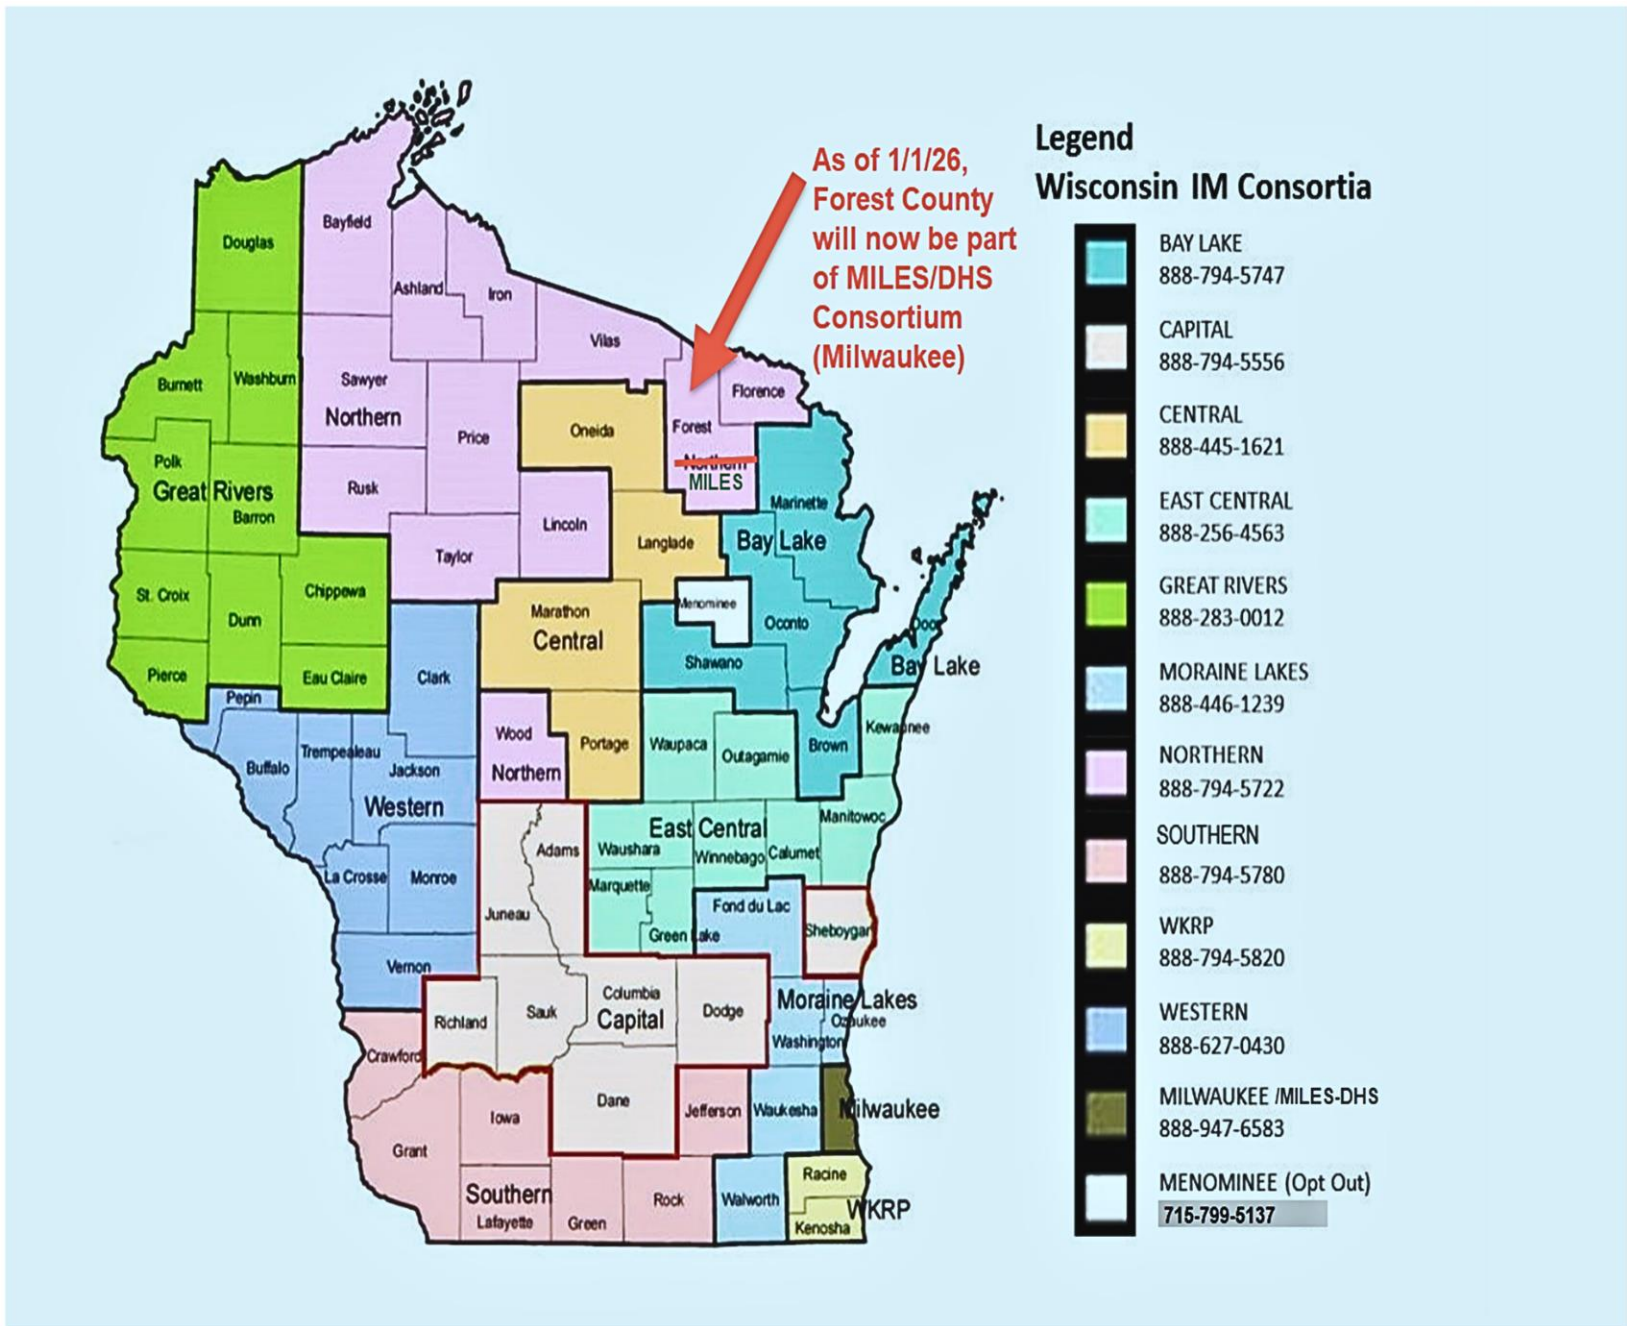 As of 1/1/26,
Forest County
will now be part
of MILES/DHS
Consortium
(Milwaukee)
Legend
Wisconsin IM Consortia
BAY LAKE
888-794-5747
CAPITAL
888-794-5556
CENTRAL
888-445-1621
EAST CENTRAL
888-256-4563
GREAT RIVERS
888-283-0012
MORAINE LAKES
888-446-1239
NORTHERN
888-794-5722
SOUTHERN
888-794-5780
WKRP
888-794-5820
WESTERN
888-627-0430
MILWAUKEE /MILES-DHS
888-947-6583
MENOMINEE (Opt Out)
715-799-5137
Bayfield
Douglas
Ashland
Iron
Vilas
Burnett
Washburn
Sawyer
Northern
Florence
Oneida
Forest
Price
Northern
MILES
Polk
Great Rivers
Barron
Rusk
Lincoln
Marinette
Taylor
Langlade
Bay Lake
St. Croix
Chippewa
Dunn
Marathon
Central
Menominee
Oconto
Door
Pierce
Eau Claire
Clark
Shawano
Bay Lake
Pepin
Wood
Northern
Portage
Waupaca
Outagamie
Brown
Kewaunee
Buffalo
Trempealeau
Jackson
Western
Adams
East Central
Waushara
Winnebago
Calumet
Manitowoc
La Crosse
Monroe
Juneau
Marquette
Green Lake
Fond du Lac
Sheboygan
Vernon
Richland
Sauk
Columbia
Capital
Dodge
Moraine Lakes
Ozaukee
Washington
Crawford
Iowa
Dane
Jefferson
Waukesha
Milwaukee
Grant
Southern
Lafayette
Green
Rock
Walworth
Racine
WKRP
Kenosha